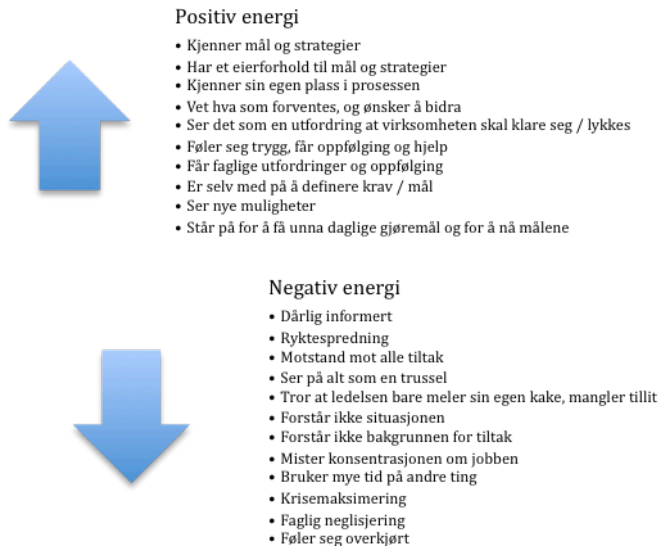 Positiv energi
• Kjenner mål og strategier
• Har et eierforhold til mål og strategier
• Kjenner sin egen plass i prosessen
• Vet hva som forventes, og ønsker å bidra
• Ser det som en utfordring at virksomheten skal klare seg / lykkes
• Føler seg trygg, får oppfølging og hjelp
• Får faglige utfordringer og oppfølging
• Er selv med på å definere krav / mål
• Ser nye muligheter
• Står på for å få unna daglige gjøremål og for å nå målene
Negativ energi
• Dårlig informert
• Ryktespredning
• Motstand mot alle tiltak
• Ser på alt som en trussel
• Tror at ledelsen bare meler sin egen kake, mangler tillit
• Forstår ikke situasjonen
• Forstår ikke bakgrunnen for tiltak
• Mister konsentrasjonen om jobben
• Bruker mye tid på andre ting
• Krisemaksimering
• Faglig neglisjering
• Føler seg overkjørt